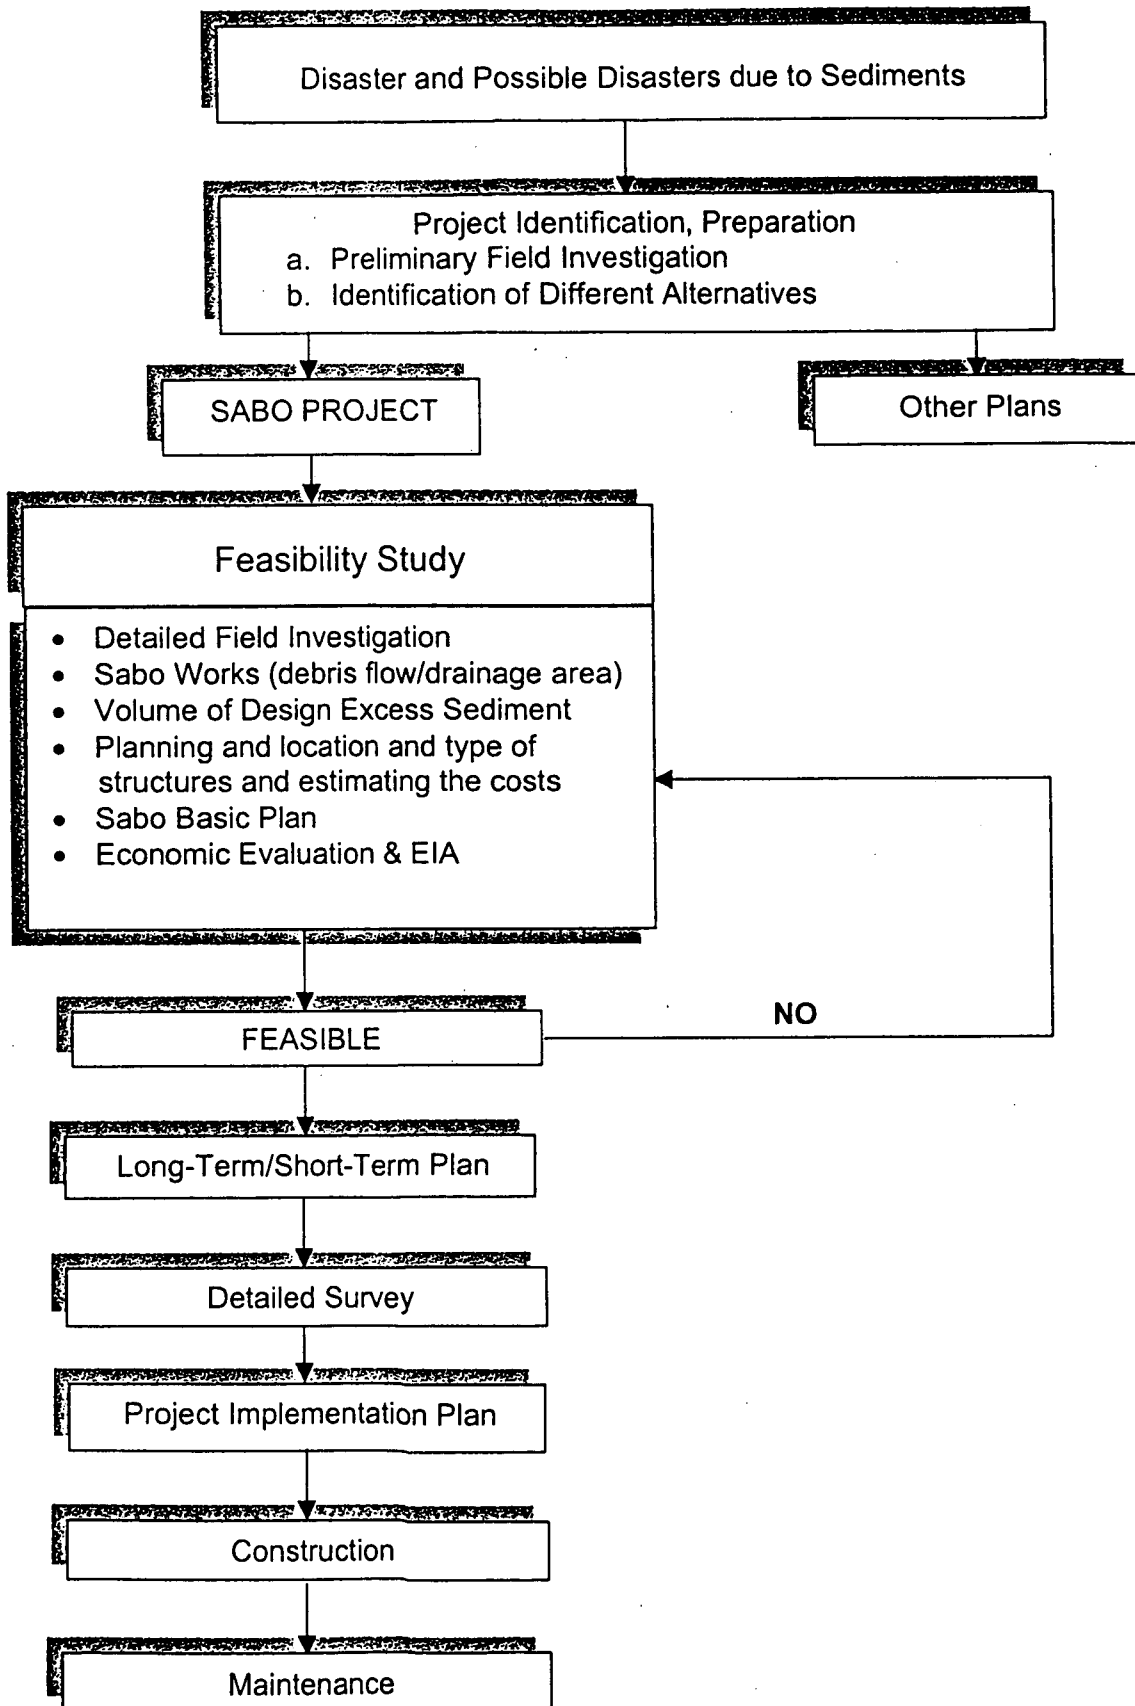 Disaster and Possible Disasters due to Sediments
Project Identification, Preparation
a. Preliminary Field Investigation
b. Identification of Different Alternatives
SABO PROJECT
Other Plans
Feasibility Study
• Detailed Field Investigation
• Sabo Works (debris flow/drainage area)
• Volume of Design Excess Sediment
• Planning and location and type of
structures and estimating the costs
• Sabo Basic Plan
• Economic Evaluation & EIA
FEASIBLE
NO
Long-Term/Short-Term Plan
Detailed Survey
Project Implementation Plan
Construction
Maintenance